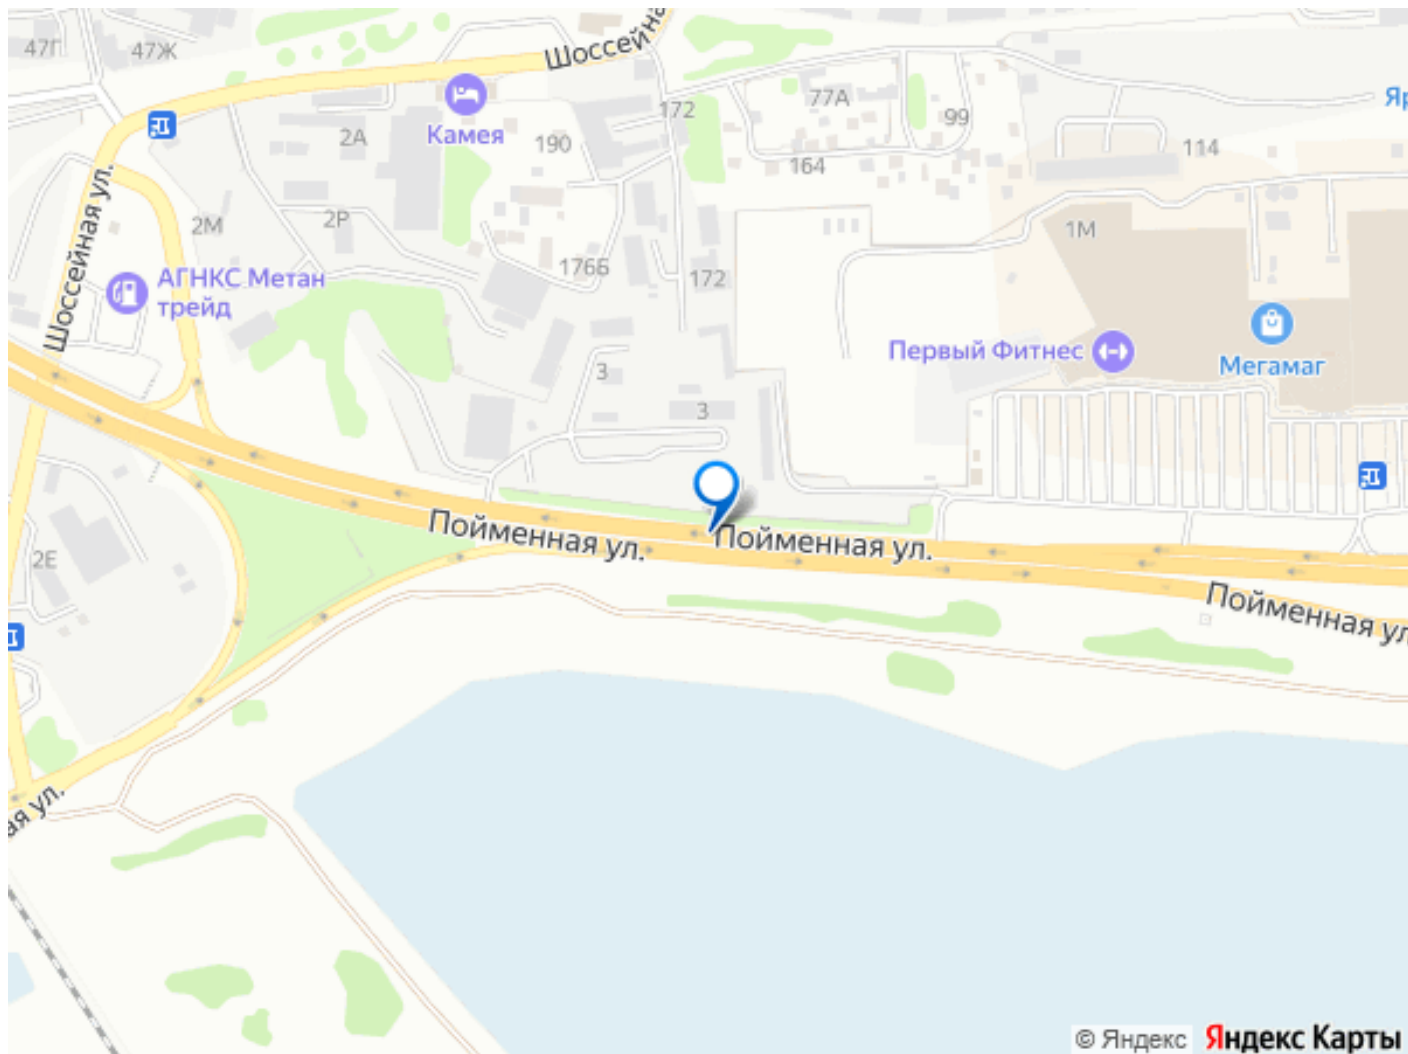 47Г
47Ж
Шоссейна
Камея
2А
190
172
77А
99
Яр
164
114
Шоссейная ул.
2М
2Р
1М
176Б
172
АГНКС Метан
трейд
Первый Фитнес
Мегамаг
3
3
Пойменная ул.
Пойменная ул.
2Е
Пойменная ул
ая ул.
© Яндекс Яндекс Карты